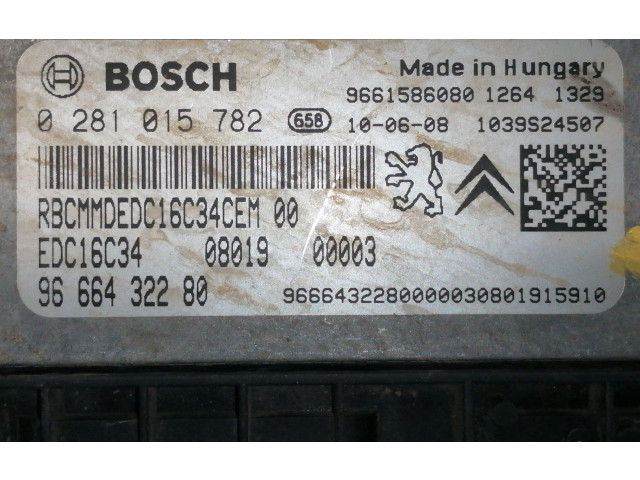 BOSCH Made in Hungary
9661586080 1264 1329
0 281 015 782 658 10-06-08 1039S24507
RBCMMDEDC16C34CEM 00
EDC16C34 08019 00003
96 664 322 80 9666432280000030801915910